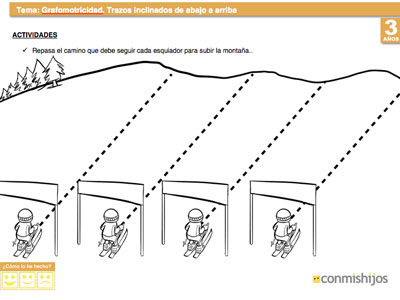 Tema: Grafomotricidad. Trazos inclinados de abajo a arriba
3
AÑOS
ACTIVIDADES
✓ Repasa el camino que debe seguir cada esquiador para subir la montaña..
¿Cómo lo he hecho?
conmishijos